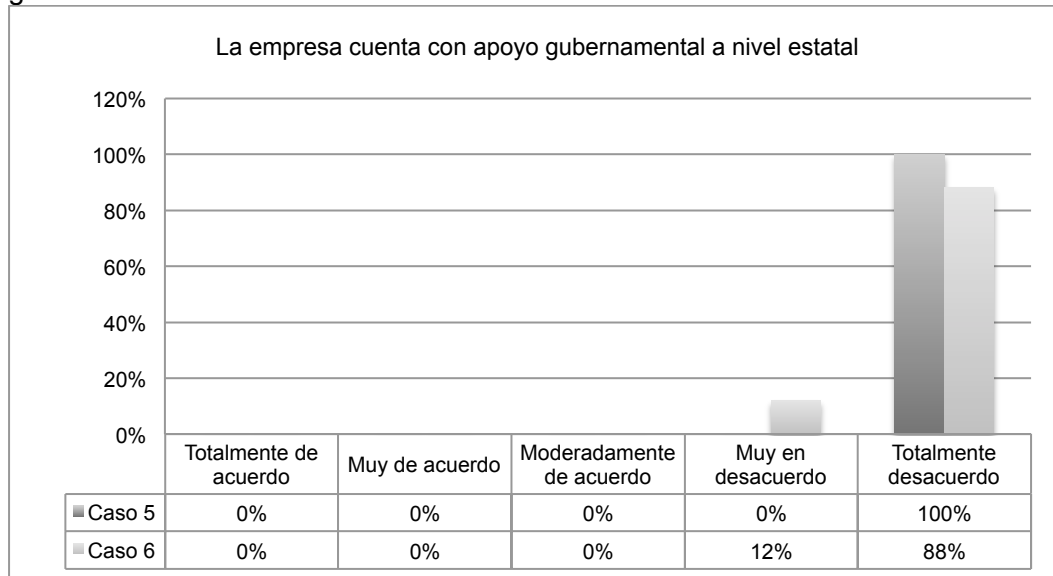 g
La empresa cuenta con apoyo gubernamental a nivel estatal
120%
100%
80%
60%
40%
20%
0%
Totalmente de acuerdo Muy de acuerdo Moderadamente de acuerdo Muy en desacuerdo Totalmente desacuerdo
Caso 5 0% 0% 0% 0% 100%
Caso 6 0% 0% 0% 12% 88%